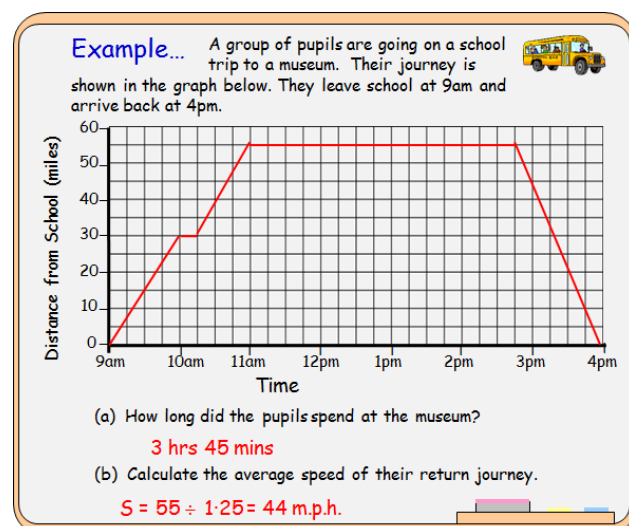 Example... A group of pupils are going on a school
trip to a museum. Their journey is
shown in the graph below. They leave school at 9am and
arrive back at 4pm.
Distance from School (miles)
60
50
40
30
20
10
0
9am 10am 11am 12pm 1pm 2pm 3pm 4pm
Time
(a) How long did the pupils spend at the museum?
3 hrs 45 mins
(b) Calculate the average speed of their return journey.
S = 55 ÷ 1·25 = 44 m.p.h.